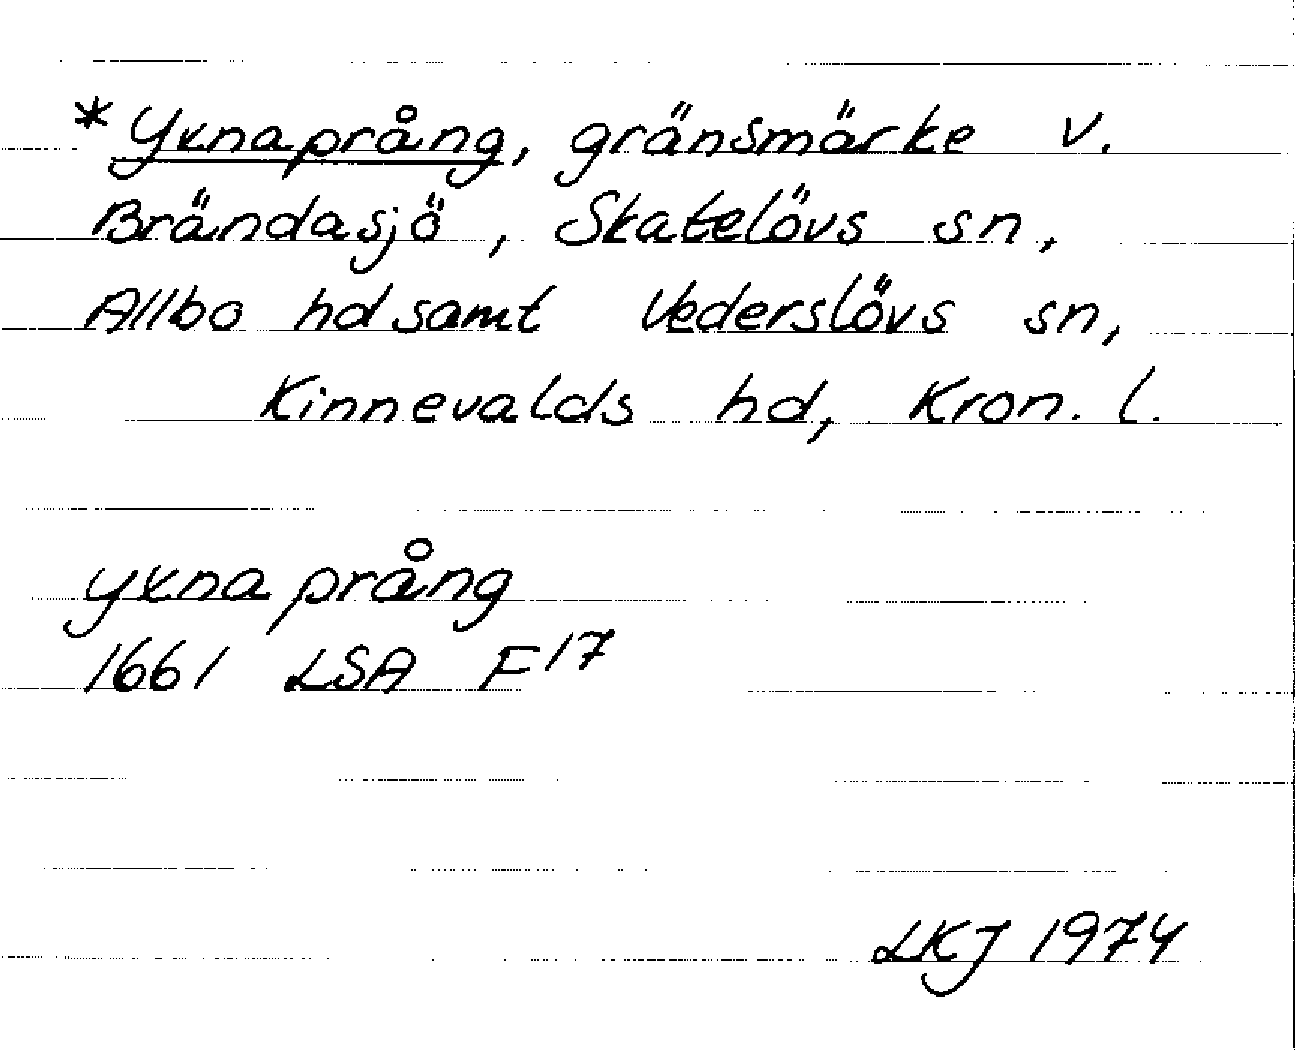 *Yxnaprång, gränsmärke v.
Brändasjö, Skatelövs sn,
Allbo hd samt Vederslövs sn,
Kinnevalds hd, Kron. l.
yxna prång
1661 LSA F17
LKJ 1974